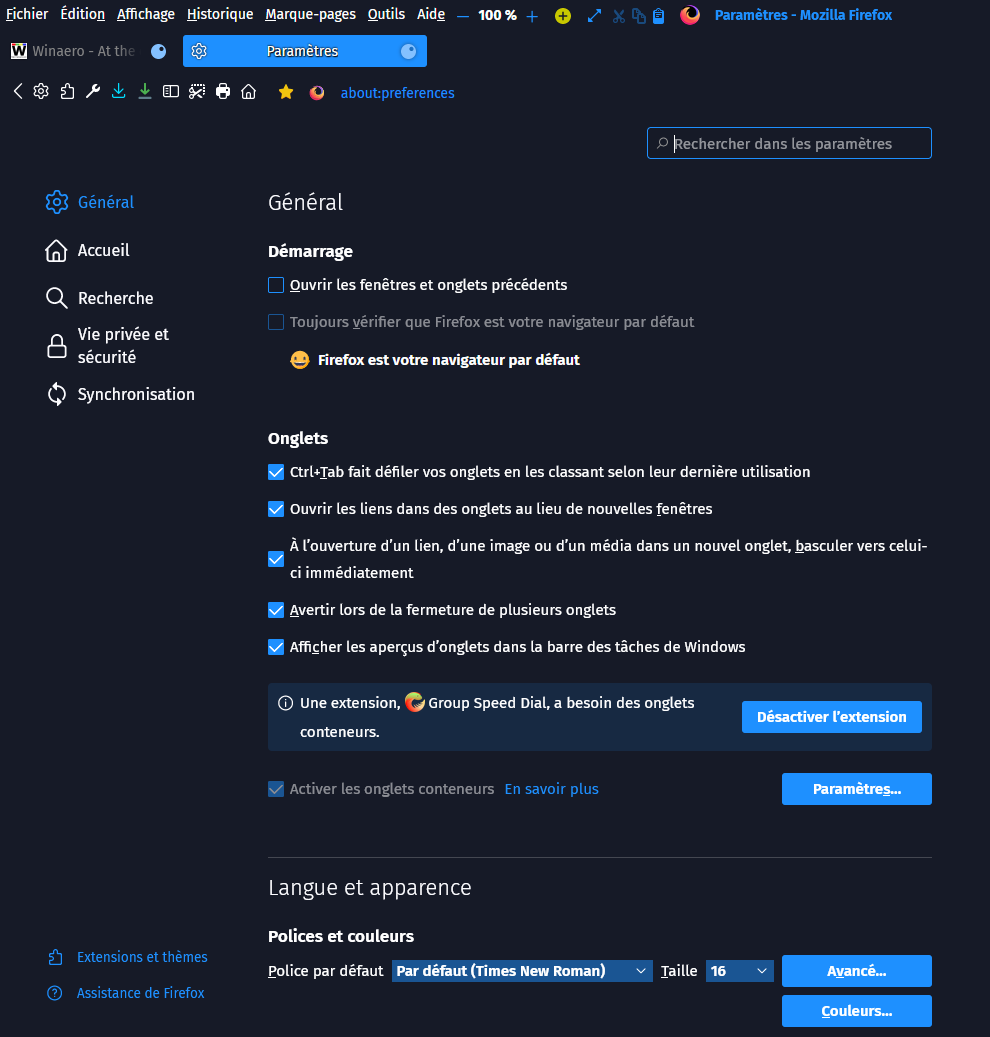 Fichier Édition Affichage Historique Marque-pages Outils Aide — 100 % + Paramètres - Mozilla Firefox
W Winaero - At the Paramètres
about:preferences
Rechercher dans les paramètres
Général
Accueil
Recherche
Vie privée et
sécurité
Synchronisation
Général
Démarrage
Ouvrir les fenêtres et onglets précédents
Toujours vérifier que Firefox est votre navigateur par défaut
Firefox est votre navigateur par défaut
Onglets
Ctrl+Tab fait défiler vos onglets en les classant selon leur dernière utilisation
Ouvrir les liens dans des onglets au lieu de nouvelles fenêtres
À l’ouverture d’un lien, d’une image ou d’un média dans un nouvel onglet, basculer vers celui-
ci immédiatement
Avertir lors de la fermeture de plusieurs onglets
Afficher les aperçus d’onglets dans la barre des tâches de Windows
Une extension, Group Speed Dial, a besoin des onglets
conteneurs.
Désactiver l’extension
Activer les onglets conteneurs En savoir plus Paramètres…
Langue et apparence
Polices et couleurs
Police par défaut Par défaut (Times New Roman) Taille 16 Avancé…
Couleurs…
Extensions et thèmes
Assistance de Firefox